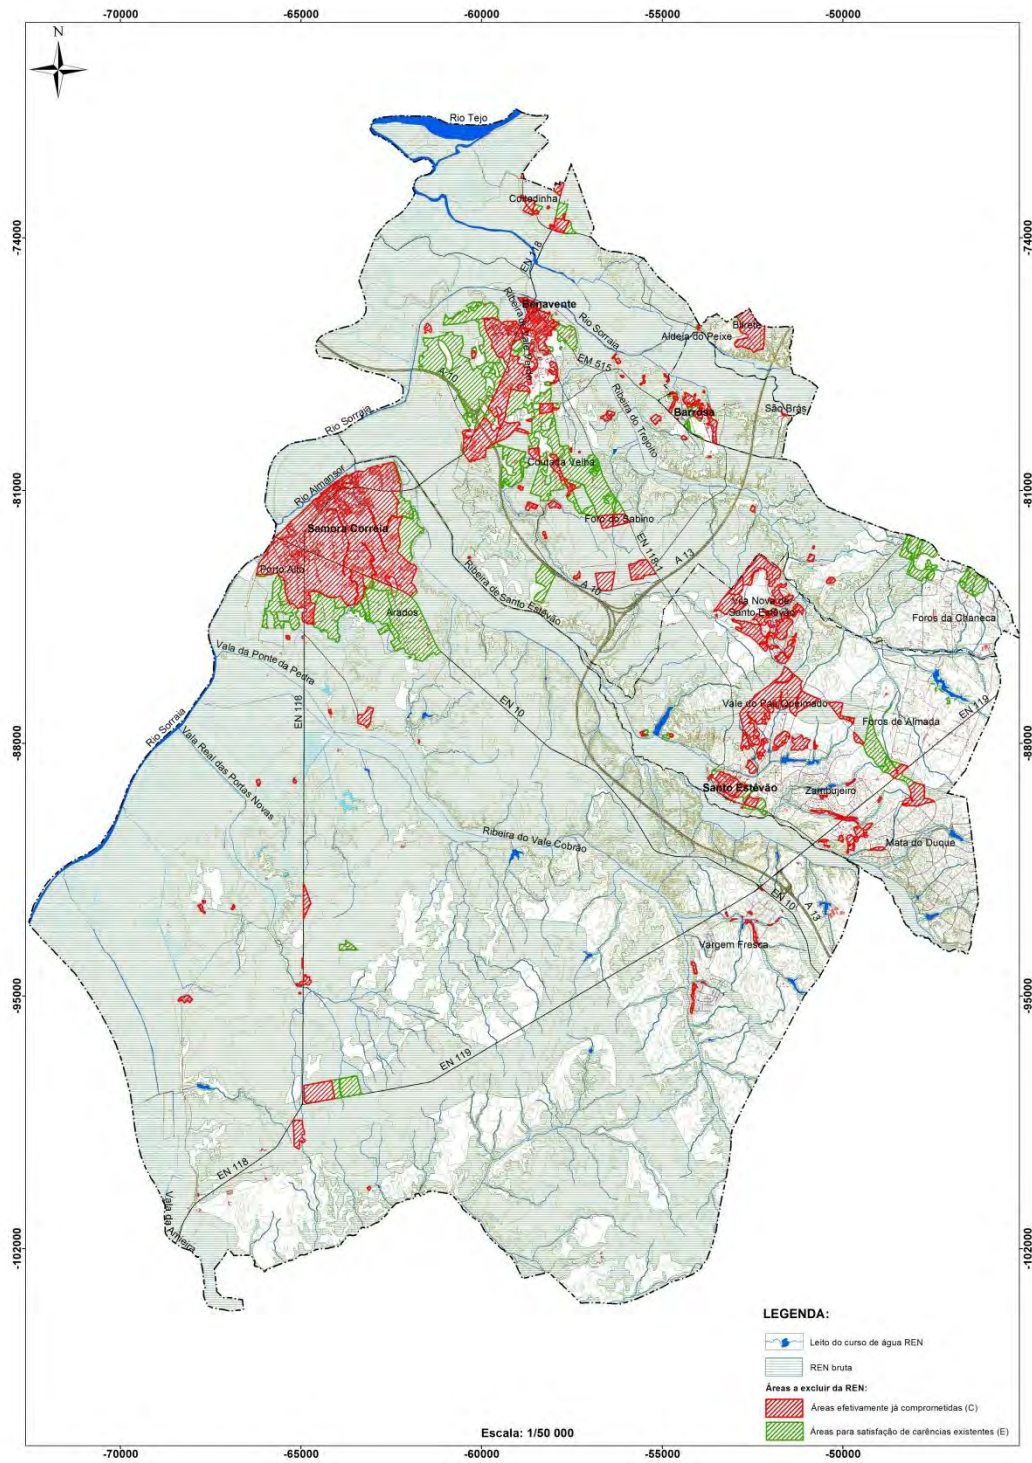 -70000
-65000
-60000
-55000
-50000
N
Rio Tejo
Coitadinha
-74000
-74000
EN 118
Benavente
Rio Sorraia
Bilrete
Aldeia do Peixe
EM 515
A 10
Ribeira do Trejoito
Barrosa
São Brás
Rio Sorraia
Coutada Velha
Rio Almansor
-81000
-81000
Foro do Sabino
Samora Correia
EN 118-1
A 13
Porto Alto
A 10
Ribeira de Santo Estêvão
Vila Nova de
Santo Estêvão
Arados
Foros da Charneca
Vala da Ponte da Pedra
EN 10
EN 118
Vale do Pau Queimado
EN 119
Foros de Almada
Rio Sorraia
-88000
-88000
Vala Real das Portas Novas
Santo Estêvão
Zambujeiro
Ribeira do Vale Cobrão
Mata do Duque
EN 10
A 13
Vargem Fresca
-95000
-95000
EN 119
EN 118
Vala da Amieira
-102000
-102000
LEGENDA:
Leito do curso de água REN
REN bruta
Áreas a excluir da REN:
Áreas efetivamente já comprometidas (C)
Áreas para satisfação de carências existentes (E)
Escala: 1/50 000
-70000
-65000
-60000
-55000
-50000